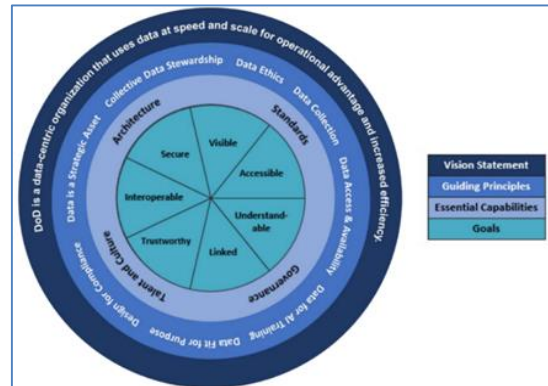 DoD is a data-centric organization that uses data at speed and scale for operational advantage and increased efficiency.
Data is a Strategic Asset
Collective Data Stewardship
Data Ethics
Data Collection
Data Access & Availability
Data for AI Training
Data Fit for Purpose
Design for Compliance
Architecture
Standards
Governance
Talent and Culture
Visible
Accessible
Understand-
able
Linked
Trustworthy
Interoperable
Secure
Vision Statement
Guiding Principles
Essential Capabilities
Goals